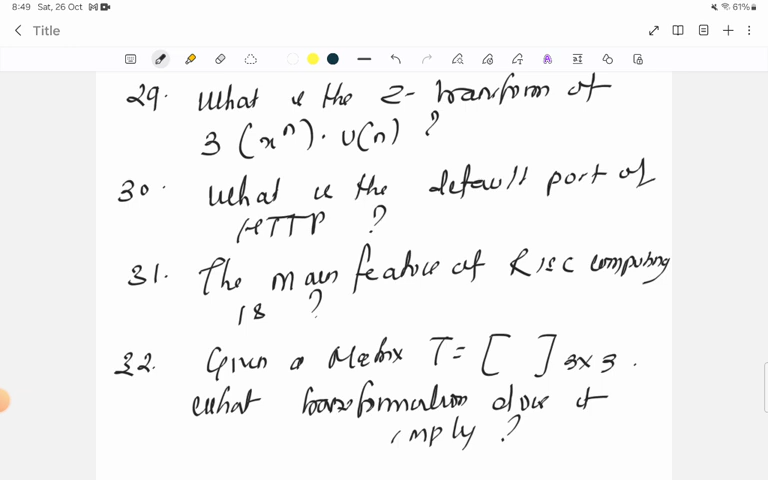 8:49 Sat, 26 Oct
61%
Title
29. What is the Z- transform of
3 (xⁿ). u(n) ?
30. What is the default port of
HTTP ?
31. The main feature of RISC computing
is ?
32. Given a Matrix T = [ ] 3x3 .
what transformation does it
imply ?